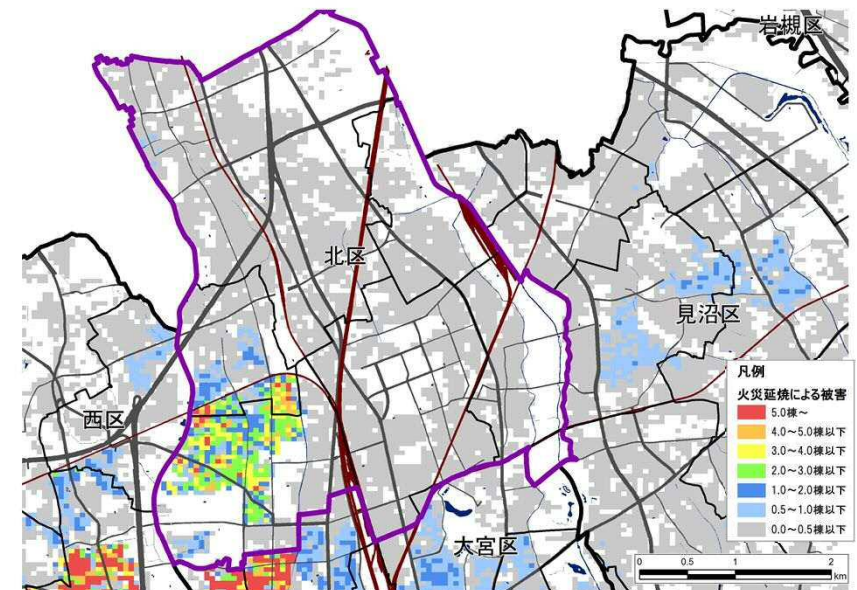 岩槻区
北区
見沼区
西区
大宮区
凡例
火災延焼による被害
5.0棟～
4.0～5.0棟以下
3.0～4.0棟以下
2.0～3.0棟以下
1.0～2.0棟以下
0.5～1.0棟以下
0.0～0.5棟以下
0 0.5 1 2
km